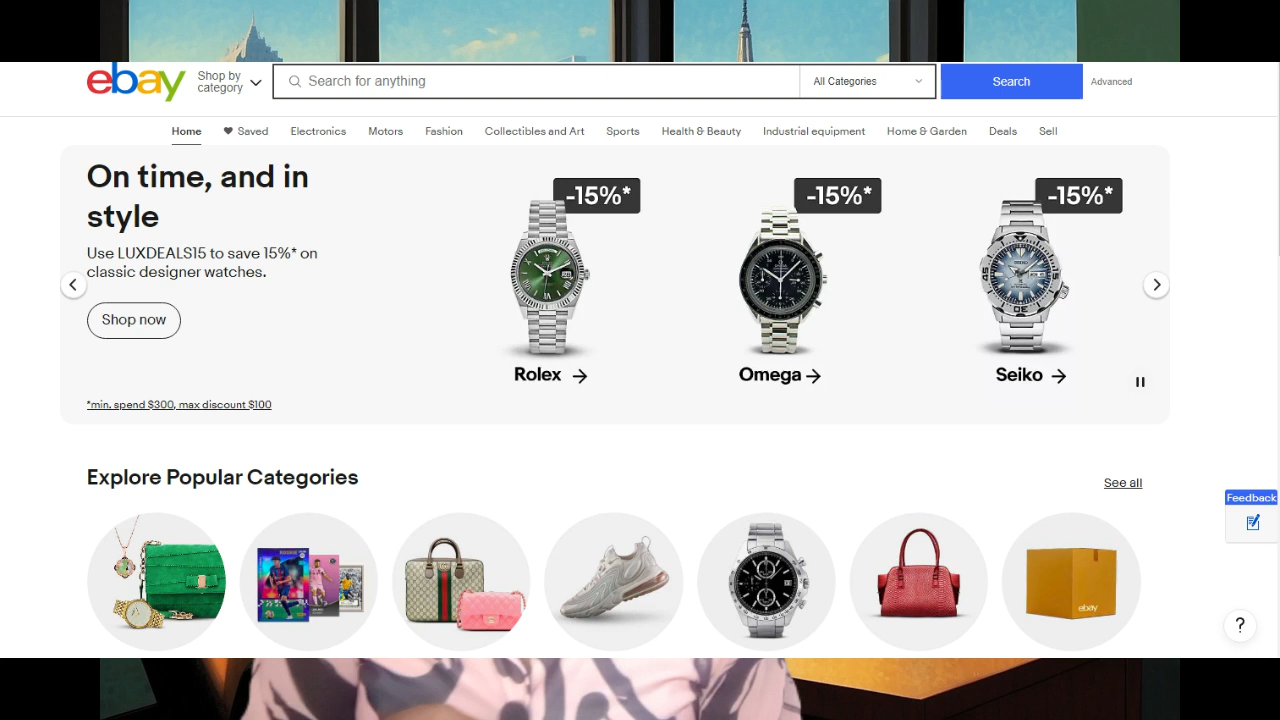 ebay
Shop by
category
Search for anything
All Categories
Search
Advanced
Home
Saved
Electronics
Motors
Fashion
Collectibles and Art
Sports
Health & Beauty
Industrial equipment
Home & Garden
Deals
Sell
On time, and in
style
Use LUXDEALS15 to save 15%* on
classic designer watches.
Shop now
*min. spend $300, max discount $100
-15%*
-15%*
-15%*
Rolex
Omega
Seiko
Explore Popular Categories
See all
Feedback
ebay
?